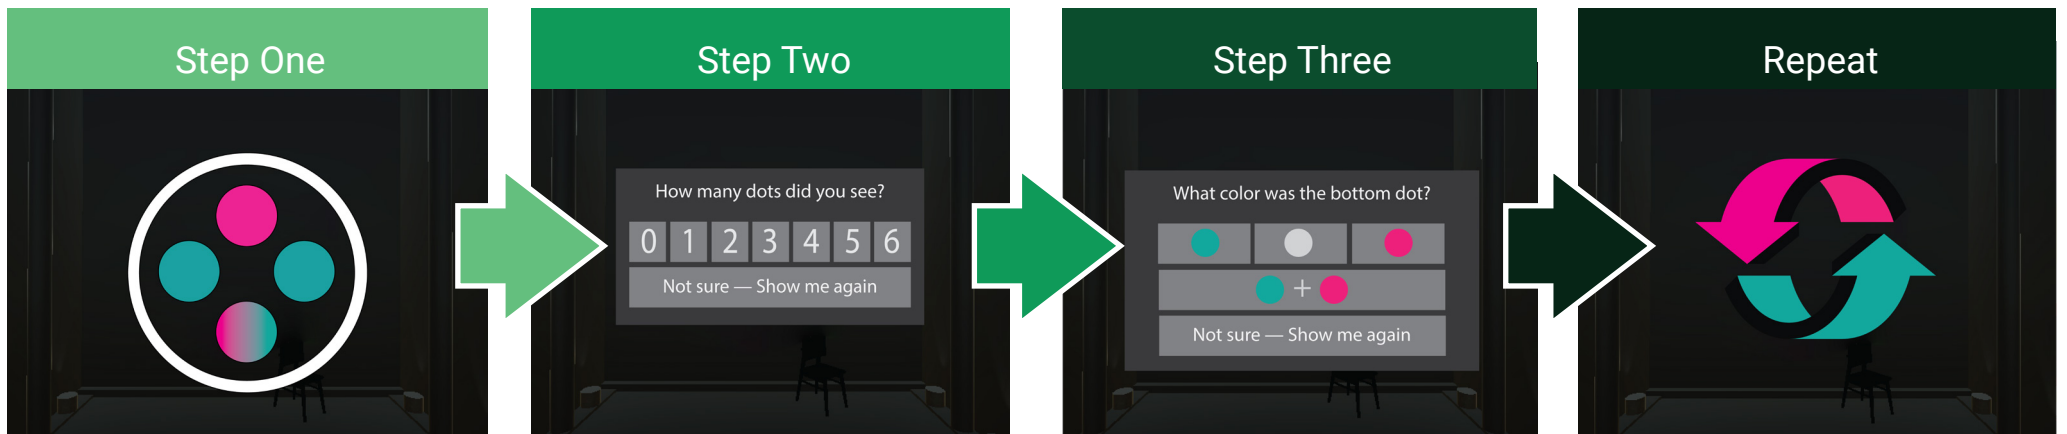 Step One
Step Two
Step Three
Repeat
How many dots did you see?
0 1 2 3 4 5 6
Not sure — Show me again
What color was the bottom dot?
+
Not sure — Show me again